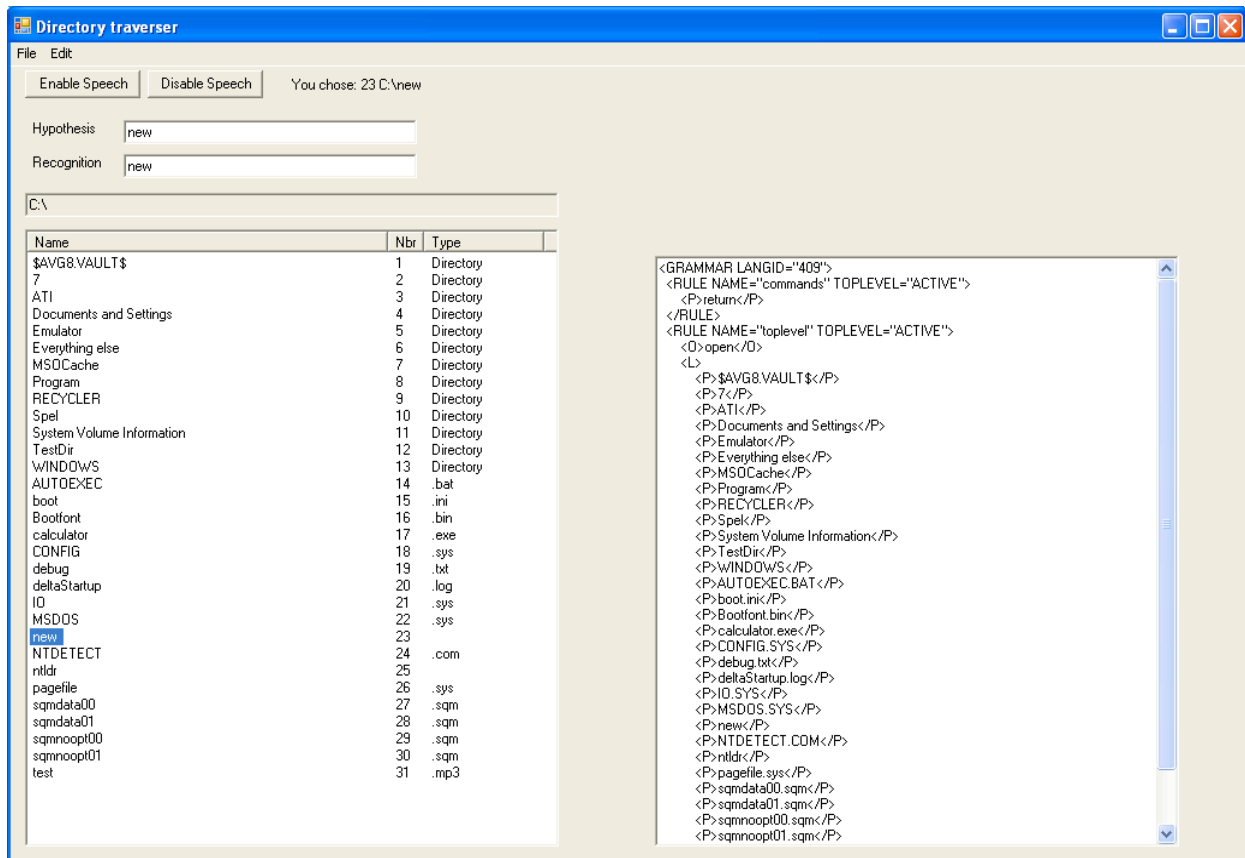 Directory traverser
File Edit
Enable Speech Disable Speech You chose: 23 C:\new
Hypothesis new
Recognition new
C:\
Name Nbr Type
$AVG8.VAULT$ 1 Directory
7 2 Directory
ATI 3 Directory
Documents and Settings 4 Directory
Emulator 5 Directory
Everything else 6 Directory
MSOCache 7 Directory
Program 8 Directory
RECYCLER 9 Directory
Spel 10 Directory
System Volume Information 11 Directory
TestDir 12 Directory
WINDOWS 13 Directory
AUTOEXEC 14 .bat
boot 15 .ini
Bootfont 16 .bin
calculator 17 .exe
CONFIG 18 .sys
debug 19 .txt
deltaStartup 20 .log
IO 21 .sys
MSDOS 22 .sys
new 23
NTDETECT 24 .com
ntldr 25
pagefile 26 .sys
sqmdata00 27 .sqm
sqmdata01 28 .sqm
sqmnoopt00 29 .sqm
sqmnoopt01 30 .sqm
test 31 .mp3
<GRAMMAR LANGID="409">
<RULE NAME="commands" TOPLEVEL="ACTIVE">
<P>return</P>
</RULE>
<RULE NAME="toplevel" TOPLEVEL="ACTIVE">
<O>open</O>
<L>
<P>$AVG8.VAULT$</P>
<P>7</P>
<P>ATI</P>
<P>Documents and Settings</P>
<P>Emulator</P>
<P>Everything else</P>
<P>MSOCache</P>
<P>Program</P>
<P>RECYCLER</P>
<P>Spel</P>
<P>System Volume Information</P>
<P>TestDir</P>
<P>WINDOWS</P>
<P>AUTOEXEC.BAT</P>
<P>boot.ini</P>
<P>Bootfont.bin</P>
<P>calculator.exe</P>
<P>CONFIG.SYS</P>
<P>debug.txt</P>
<P>deltaStartup.log</P>
<P>IO.SYS</P>
<P>MSDOS.SYS</P>
<P>new</P>
<P>NTDETECT.COM</P>
<P>ntldr</P>
<P>pagefile.sys</P>
<P>sqmdata00.sqm</P>
<P>sqmdata01.sqm</P>
<P>sqmnoopt00.sqm</P>
<P>sqmnoopt01.sqm</P>